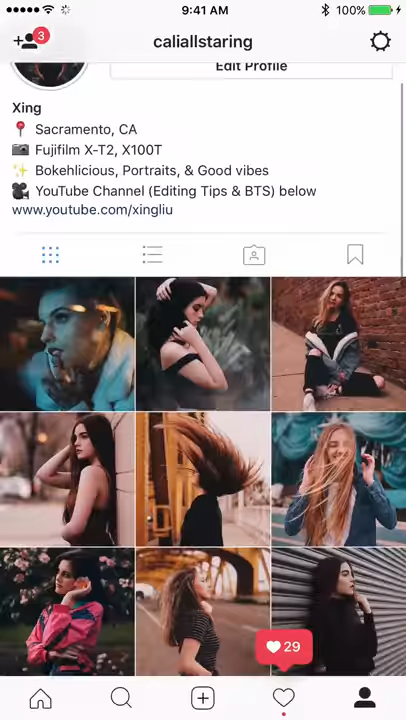 9:41 AM
100%
3
caliallstaring
Edit Profile
Xing
Sacramento, CA
Fujifilm X-T2, X100T
Bokehlicious, Portraits, & Good vibes
YouTube Channel (Editing Tips & BTS) below
www.youtube.com/xingliu
29